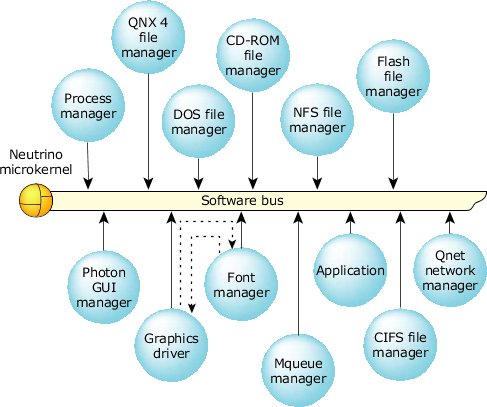 QNX 4
file
manager
CD-ROM
file
manager
Flash
file
manager
Process
manager
DOS file
manager
NFS file
manager
Neutrino
microkernel
Software bus
Photon
GUI
manager
Font
manager
Application
Qnet
network
manager
Graphics
driver
Mqueue
manager
CIFS file
manager